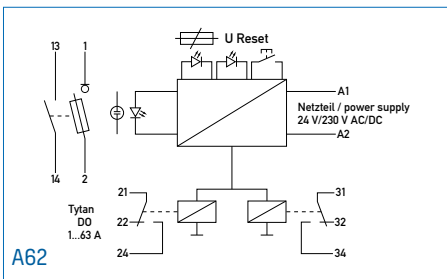 U Reset
13 1
A1
Netzteil / power supply
24 V/230 V AC/DC
A2
14 2
21 31
Tytan
DO
1...63 A
22 32
24 34
A62